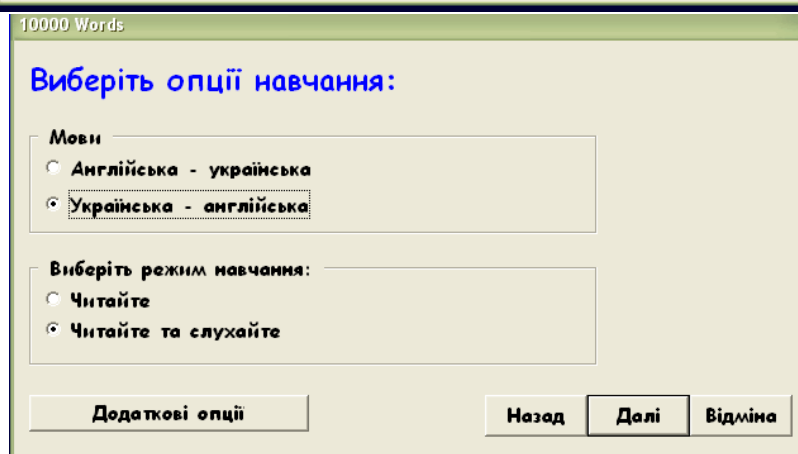 10000 Words
Виберіть опції навчання:
Мови
Англійська - українська
Українська - англійська
Виберіть режим навчання:
Читайте
Читайте та слухайте
Додаткові опції
Назад
Далі
Відміна